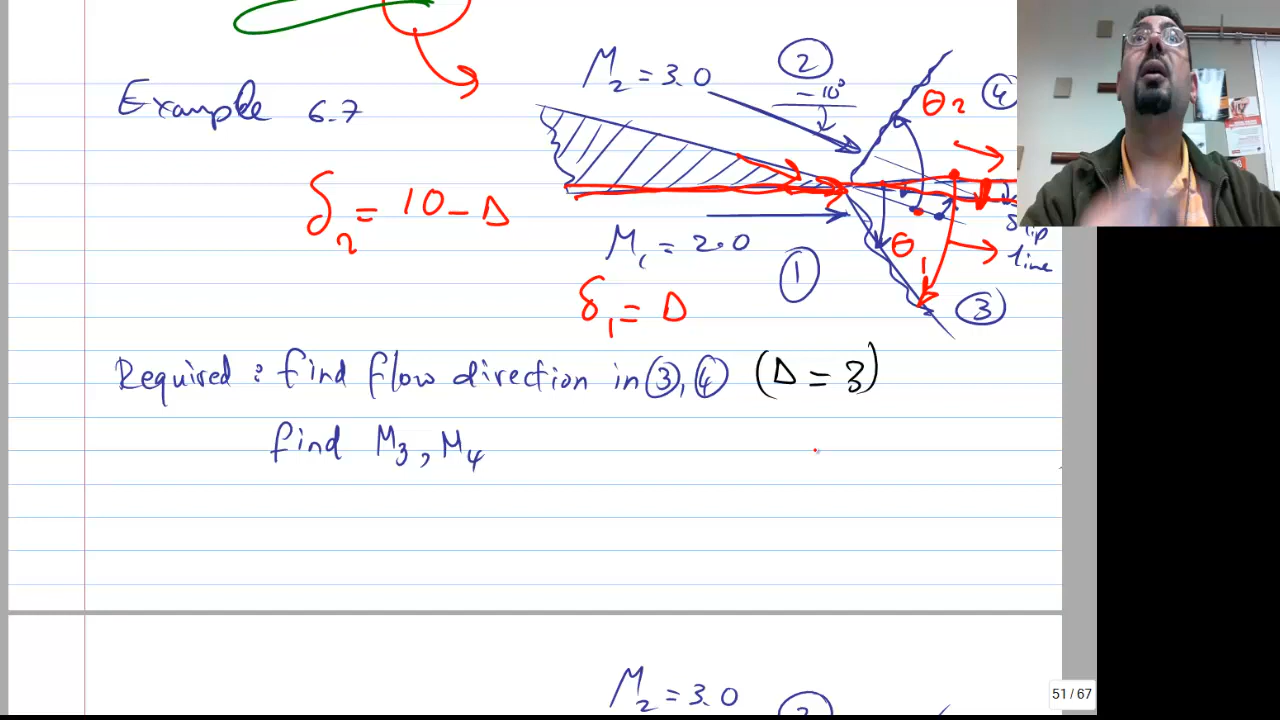 Example 6.7
M₂ = 3.0
②
-10°
θ₂
④
δ₂ = 10 - Δ
M₁ = 2.0
①
θ₁
slip
line
δ₁ = Δ
③
Required : find flow direction in ③, ④ (Δ = 3)
find M₃, M₄
51 / 67
M₂ = 3.0